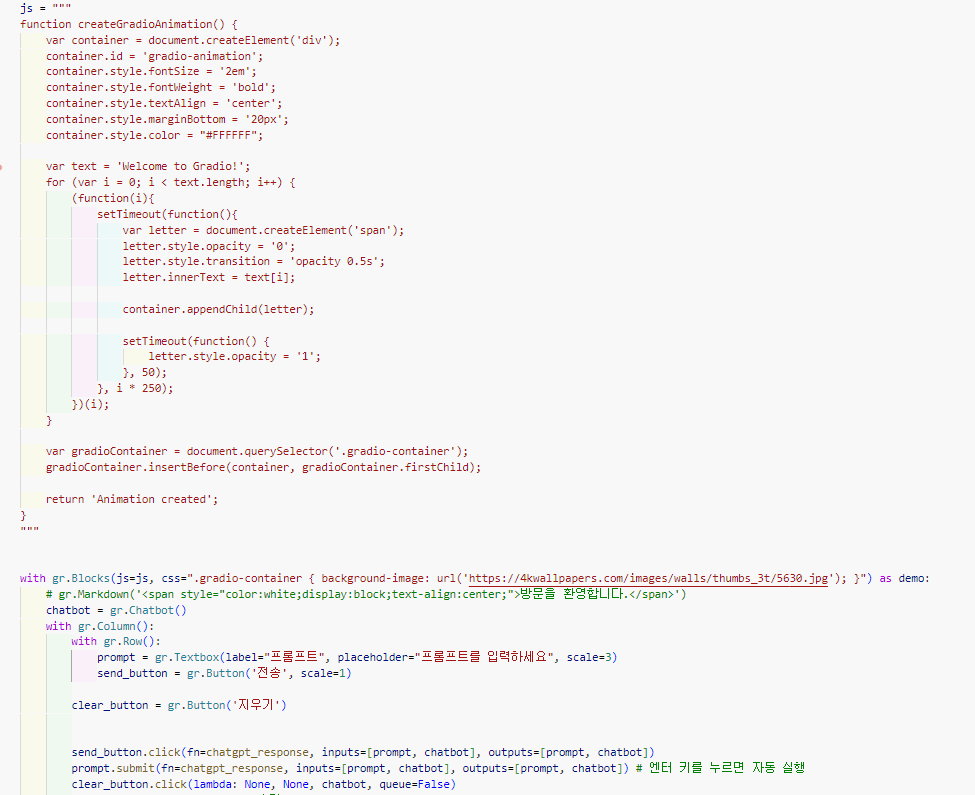 js = """
function createGradioAnimation() {
    var container = document.createElement('div');
    container.id = 'gradio-animation';
    container.style.fontSize = '2em';
    container.style.fontWeight = 'bold';
    container.style.textAlign = 'center';
    container.style.marginBottom = '20px';
    container.style.color = "#FFFFFF";

    var text = 'Welcome to Gradio!';
    for (var i = 0; i < text.length; i++) {
        (function(i){
            setTimeout(function(){
                var letter = document.createElement('span');
                letter.style.opacity = '0';
                letter.style.transition = 'opacity 0.5s';
                letter.innerText = text[i];

                container.appendChild(letter);

                setTimeout(function() {
                    letter.style.opacity = '1';
                }, 50);
            }, i * 250);
        })(i);
    }

    var gradioContainer = document.querySelector('.gradio-container');
    gradioContainer.insertBefore(container, gradioContainer.firstChild);

    return 'Animation created';
}
"""

with gr.Blocks(js=js, css=".gradio-container { background-image: url('https://4kwallpapers.com/images/walls/thumbs_3t/5630.jpg'); }") as demo:
    # gr.Markdown('<span style="color:white;display:block;text-align:center;">방문을 환영합니다.</span>')
    chatbot = gr.Chatbot()
    with gr.Column():
        with gr.Row():
            prompt = gr.Textbox(label="프롬프트", placeholder="프롬프트를 입력하세요", scale=3)
            send_button = gr.Button('전송', scale=1)

        clear_button = gr.Button('지우기')

        send_button.click(fn=chatgpt_response, inputs=[prompt, chatbot], outputs=[prompt, chatbot])
        prompt.submit(fn=chatgpt_response, inputs=[prompt, chatbot], outputs=[prompt, chatbot]) # 엔터 키를 누르면 자동 실행
        clear_button.click(lambda: None, None, chatbot, queue=False)